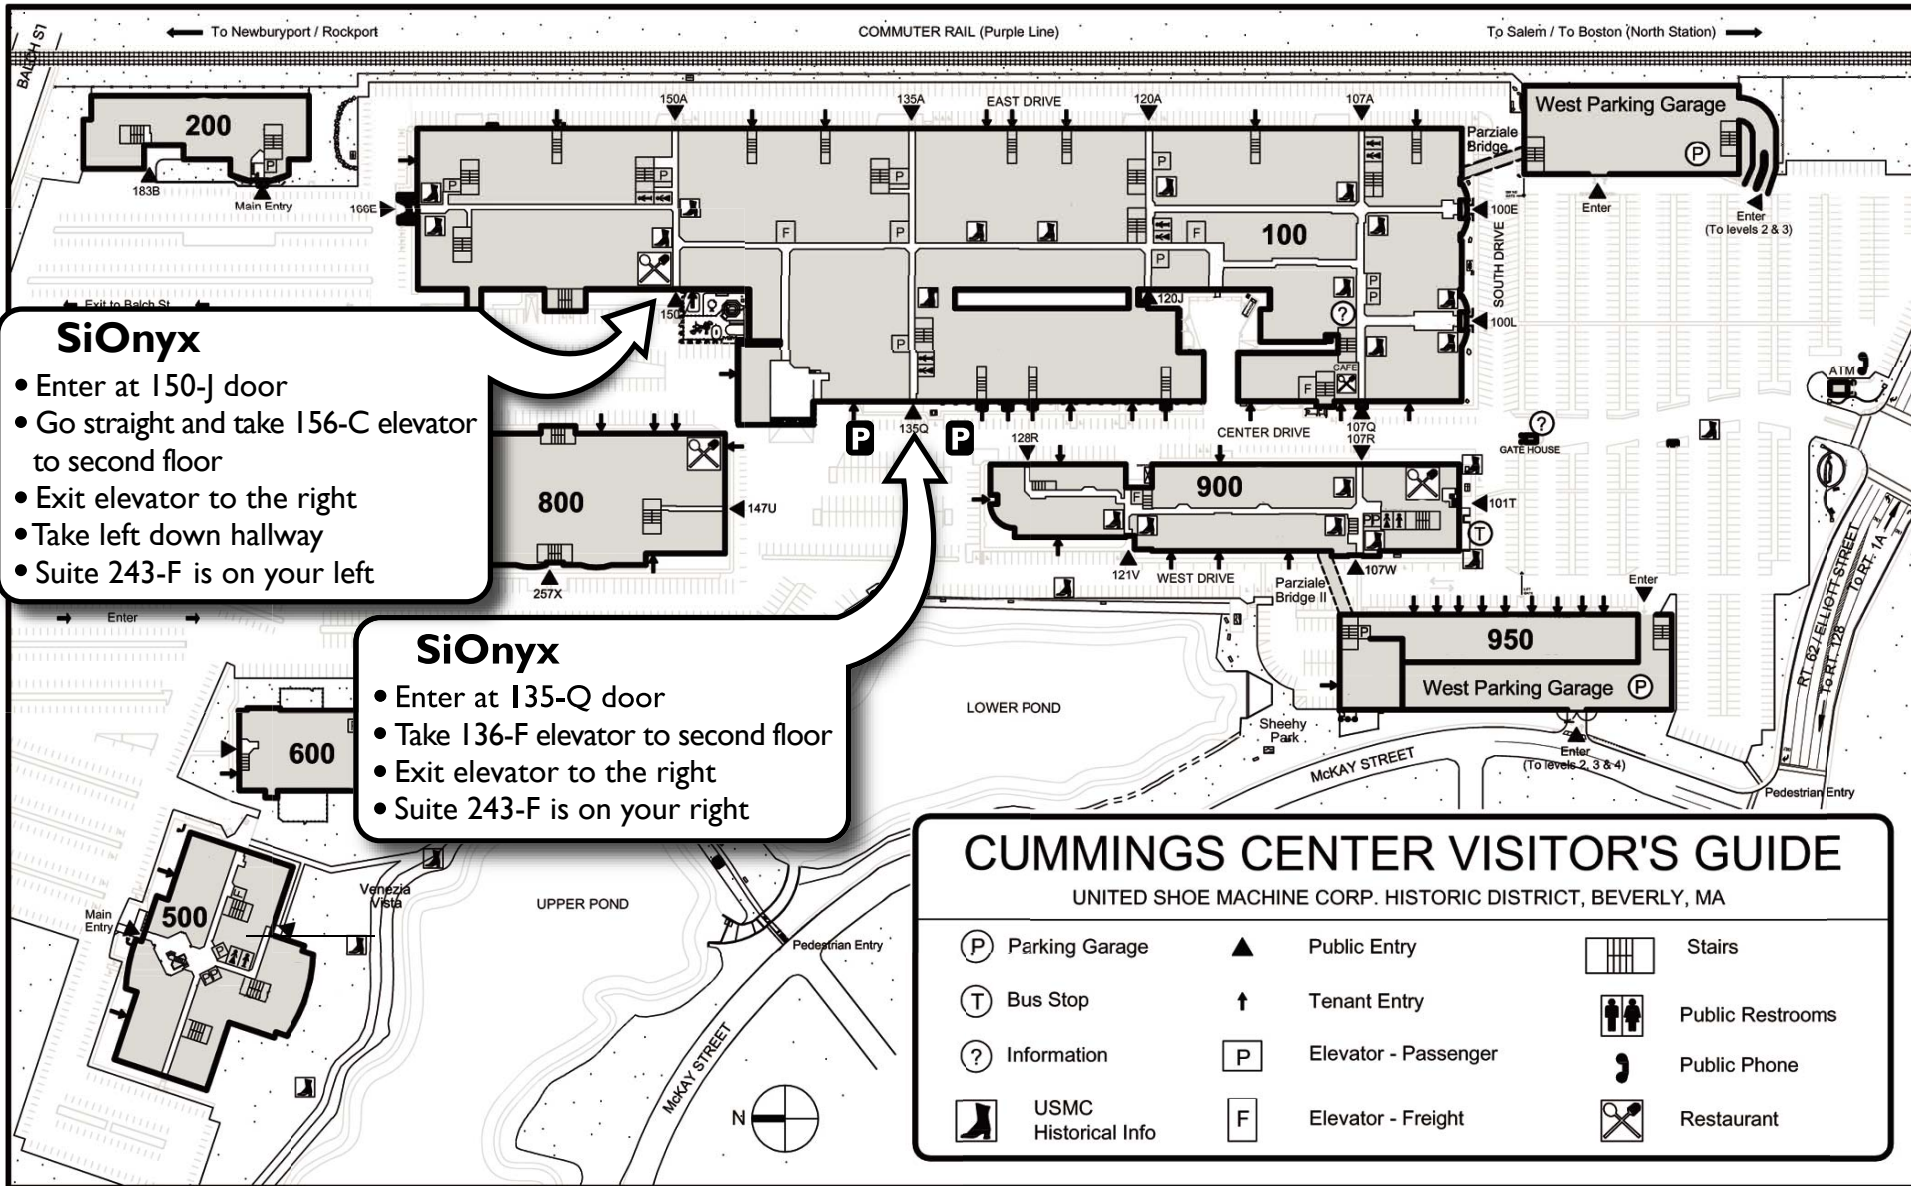 BALCH ST
To Newburyport / Rockport
COMMUTER RAIL (Purple Line)
To Salem / To Boston (North Station)
200
183B
Main Entry
150A
135A
EAST DRIVE
120A
107A
West Parking Garage
P
Parziale
Bridge
Enter
Enter
(To levels 2 & 3)
166E
P
P
P
P
P
F
P
F
P
100
100E
SOUTH DRIVE
P
P
?
100L
120J
150J
P
CAFE
F
Exit to Balch St
SiOnyx
• Enter at 150-J door
• Go straight and take 156-C elevator
to second floor
• Exit elevator to the right
• Take left down hallway
• Suite 243-F is on your left
P
135Q
P
CENTER DRIVE
107Q
107R
128R
ATM
?
GATE HOUSE
800
147U
257X
900
F
P P
101T
T
121V
WEST DRIVE
107W
Parziale
Bridge II
Enter
Enter
SiOnyx
• Enter at 135-Q door
• Take 136-F elevator to second floor
• Exit elevator to the right
• Suite 243-F is on your right
P
950
West Parking Garage
P
Enter
(To levels 2, 3 & 4)
RT. 62 / ELLIOTT STREET
To RT. 128
To RT. 1A
Pedestrian Entry
LOWER POND
Sheehy
Park
McKAY STREET
600
500
Main
Entry
F
P
P P
Venezia
Vista
UPPER POND
Pedestrian Entry
McKAY STREET
N
CUMMINGS CENTER VISITOR'S GUIDE
UNITED SHOE MACHINE CORP. HISTORIC DISTRICT, BEVERLY, MA
P Parking Garage
Public Entry
Stairs
T Bus Stop
Tenant Entry
Public Restrooms
? Information
P Elevator - Passenger
Public Phone
USMC
Historical Info
F Elevator - Freight
Restaurant